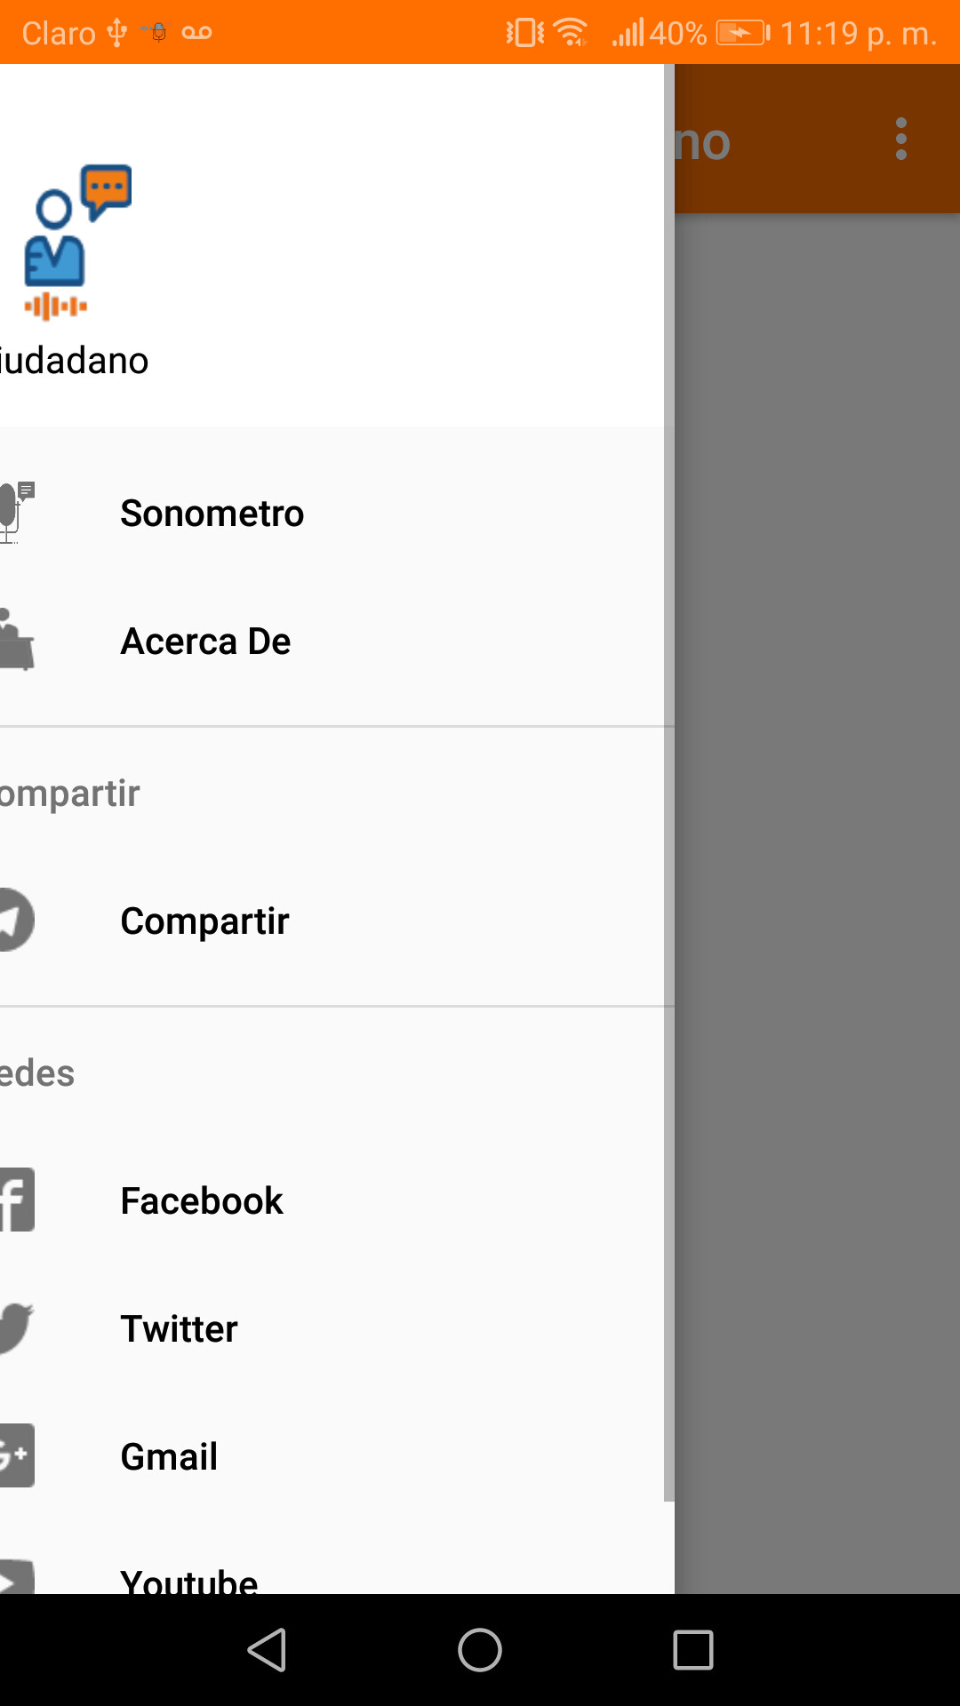 Claro 40% 11:19 p. m.
no
iudadano
Sonometro
Acerca De
ompartir
Compartir
edes
Facebook
Twitter
Gmail
Youtube